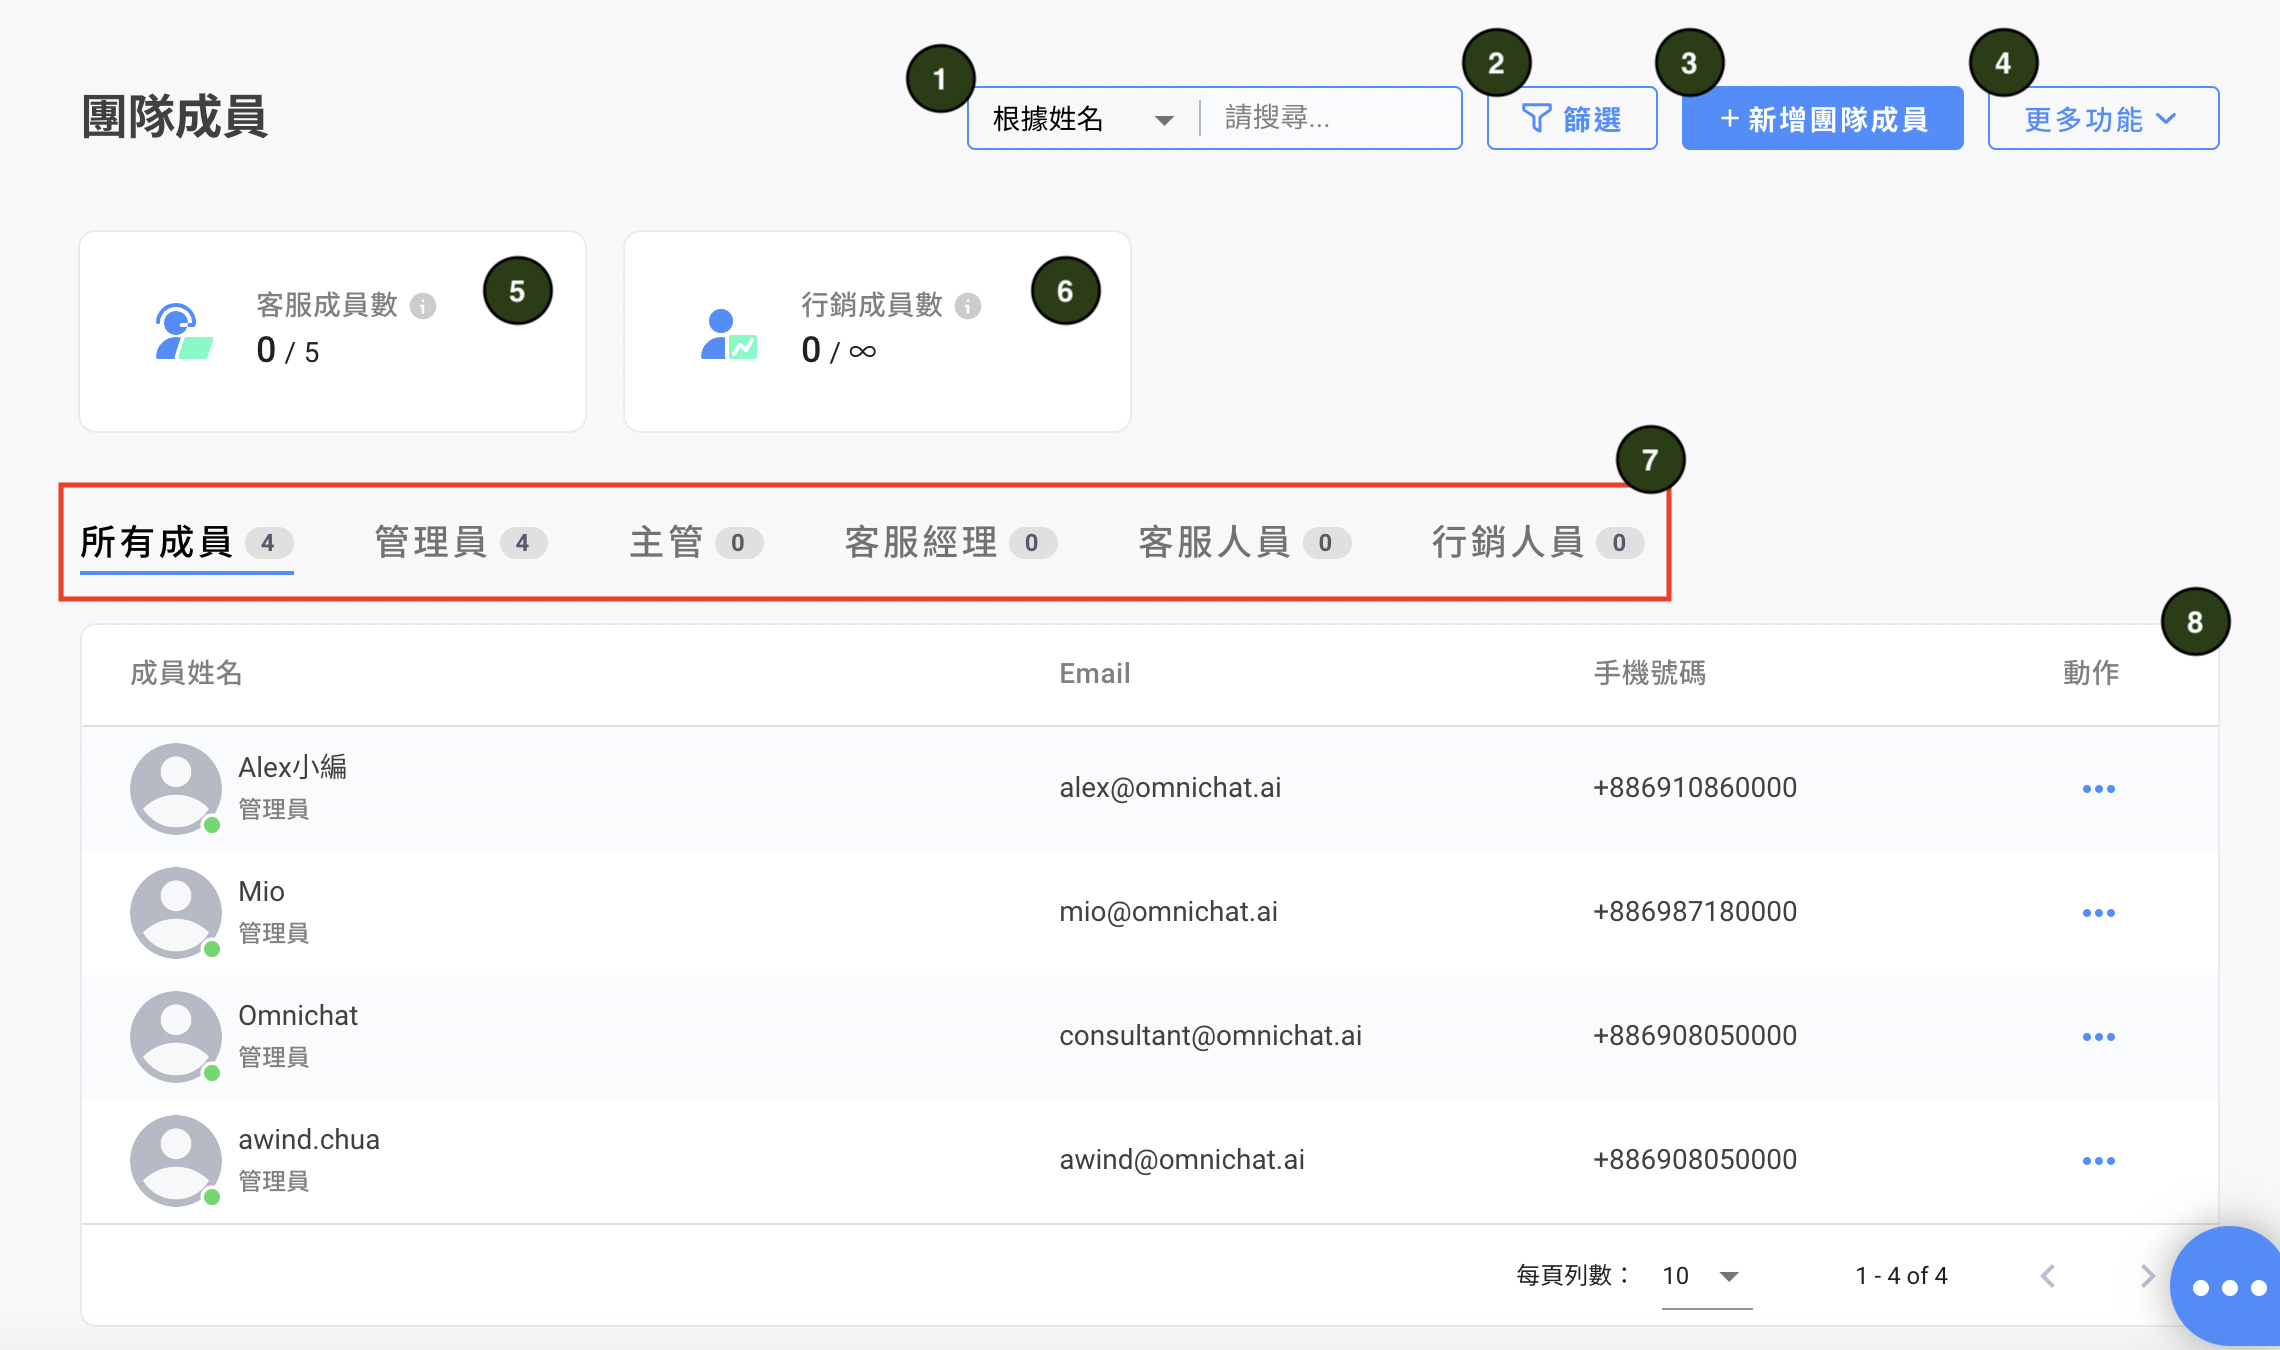 團隊成員
1
根據姓名
請搜尋...
2
篩選
3
+ 新增團隊成員
4
更多功能
客服成員數
0 / 5
5
行銷成員數
0 / ∞
6
7
所有成員 4 管理員 4 主管 0 客服經理 0 客服人員 0 行銷人員 0
8
成員姓名 Email 手機號碼 動作
Alex小編
管理員
alex@omnichat.ai
+886910860000
Mio
管理員
mio@omnichat.ai
+886987180000
Omnichat
管理員
consultant@omnichat.ai
+886908050000
awind.chua
管理員
awind@omnichat.ai
+886908050000
每頁列數： 10 1 - 4 of 4